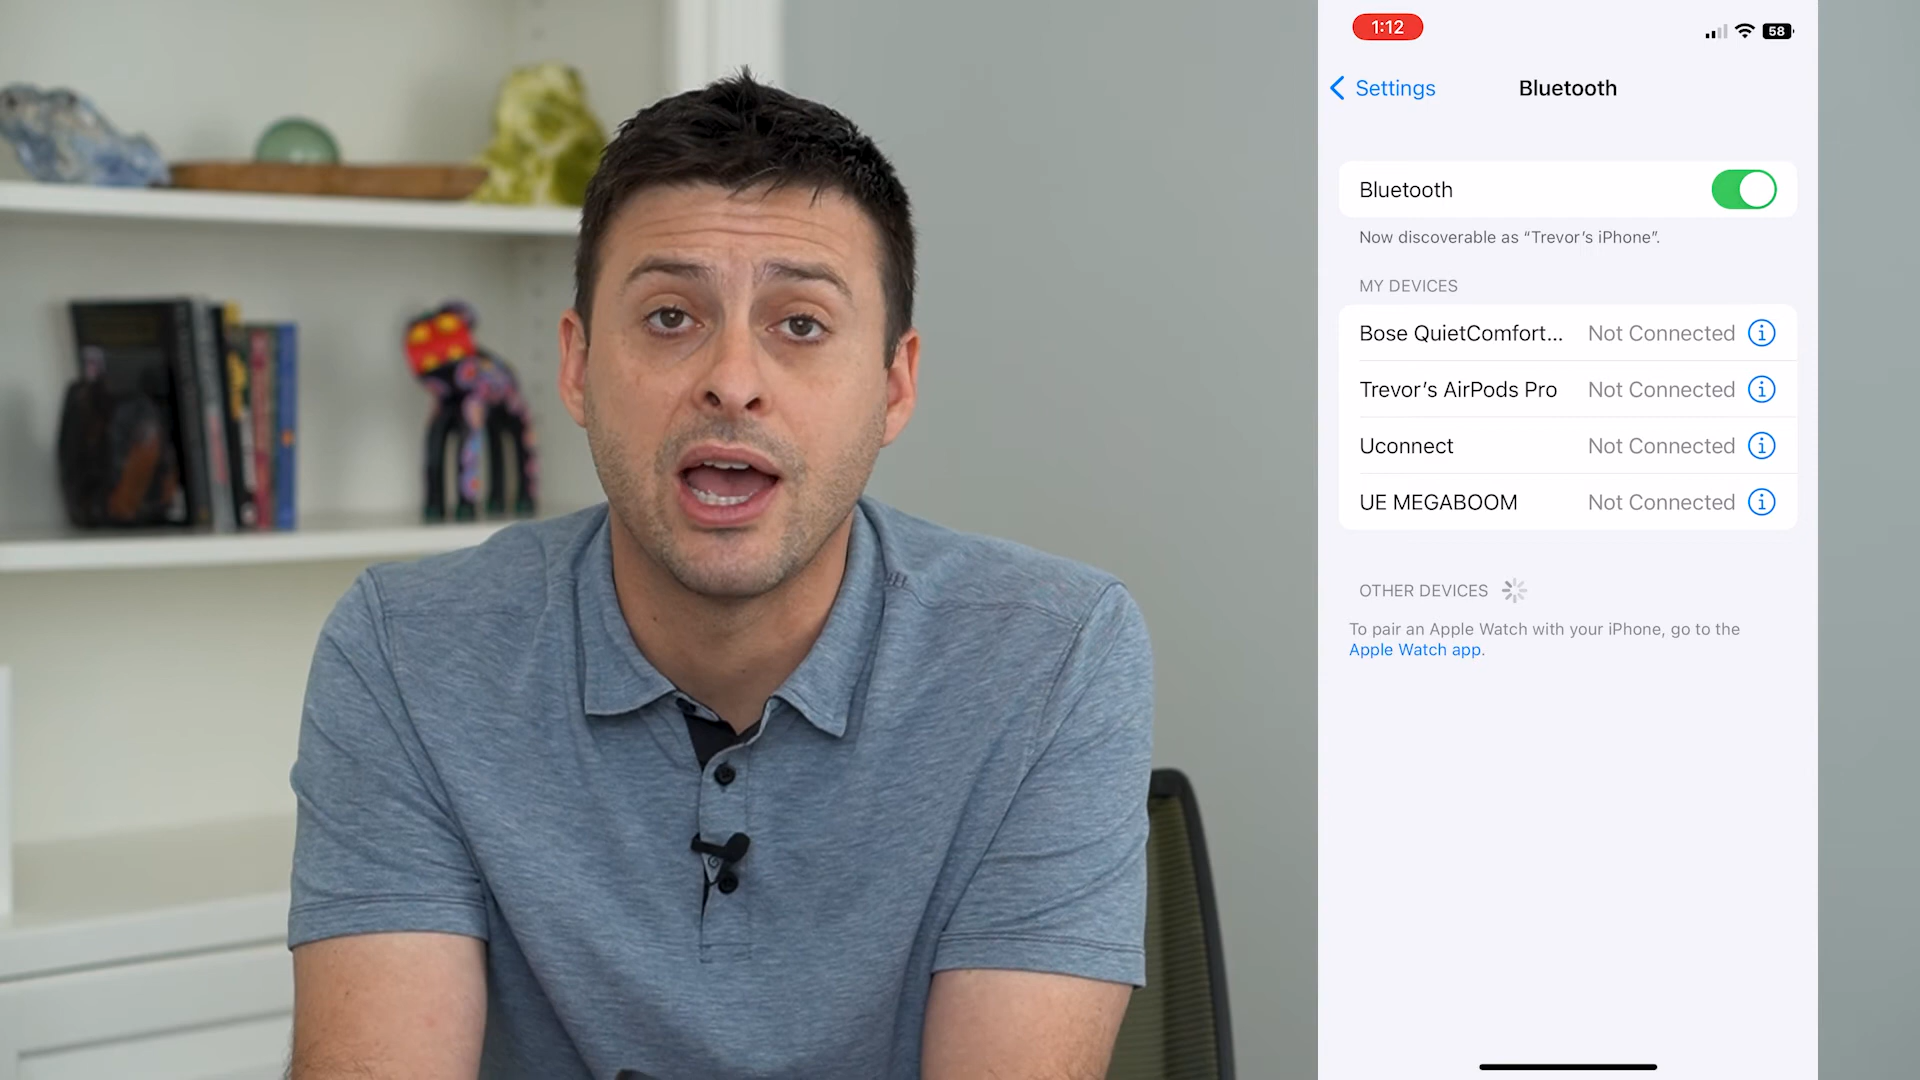 1:12
58
Settings
Bluetooth
Bluetooth
Now discoverable as “Trevor’s iPhone”.
MY DEVICES
Bose QuietComfort... Not Connected
Trevor’s AirPods Pro Not Connected
Uconnect Not Connected
UE MEGABOOM Not Connected
OTHER DEVICES
To pair an Apple Watch with your iPhone, go to the
Apple Watch app.